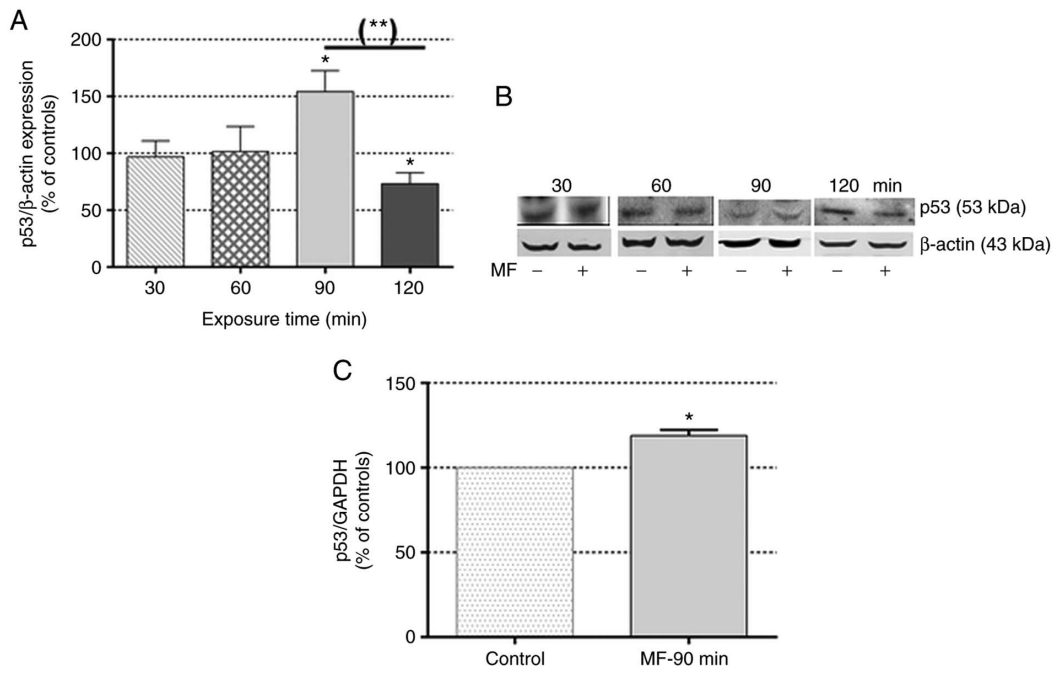 A
(**)
200
150
100
50
0
*
*
p53/β-actin expression
(% of controls)
30 60 90 120
Exposure time (min)
B
30 60 90 120 min
p53 (53 kDa)
β-actin (43 kDa)
MF − + − + − + − +
C
150
100
50
0
*
p53/GAPDH
(% of controls)
Control MF-90 min